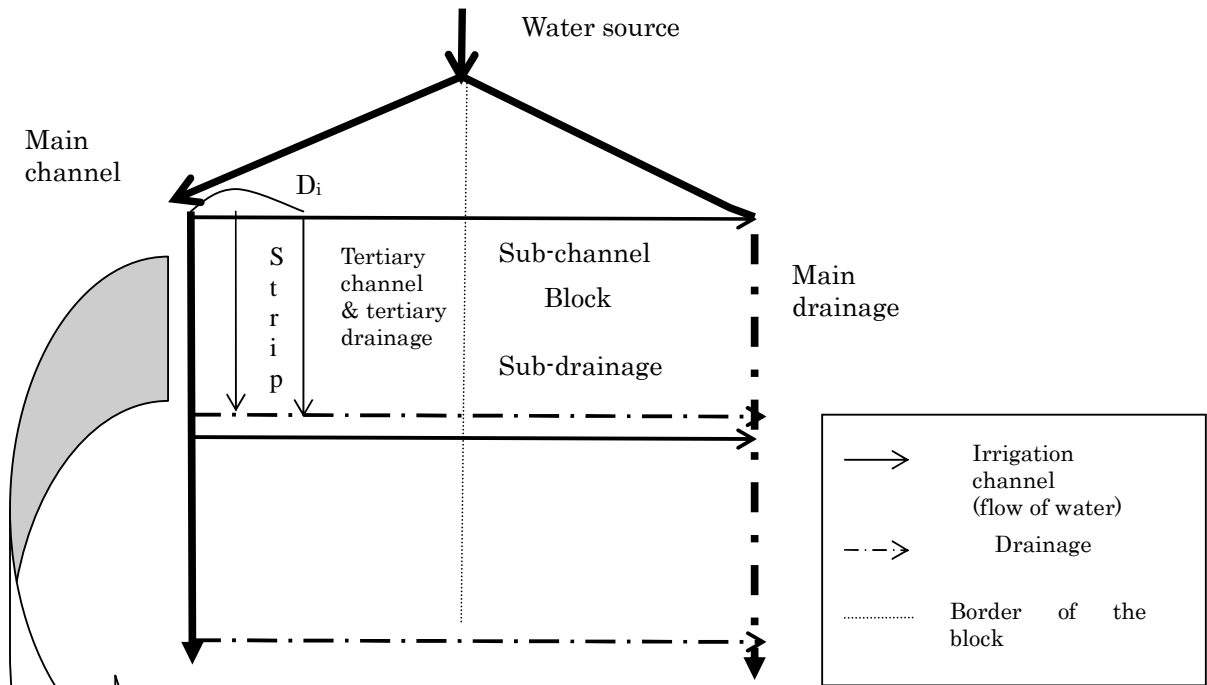 Water source
Main
channel
Di
S
t
r
i
p
Tertiary
channel
& tertiary
drainage
Sub-channel
Block
Sub-drainage
Main
drainage
Irrigation
channel
(flow of water)
Drainage
Border of the
block